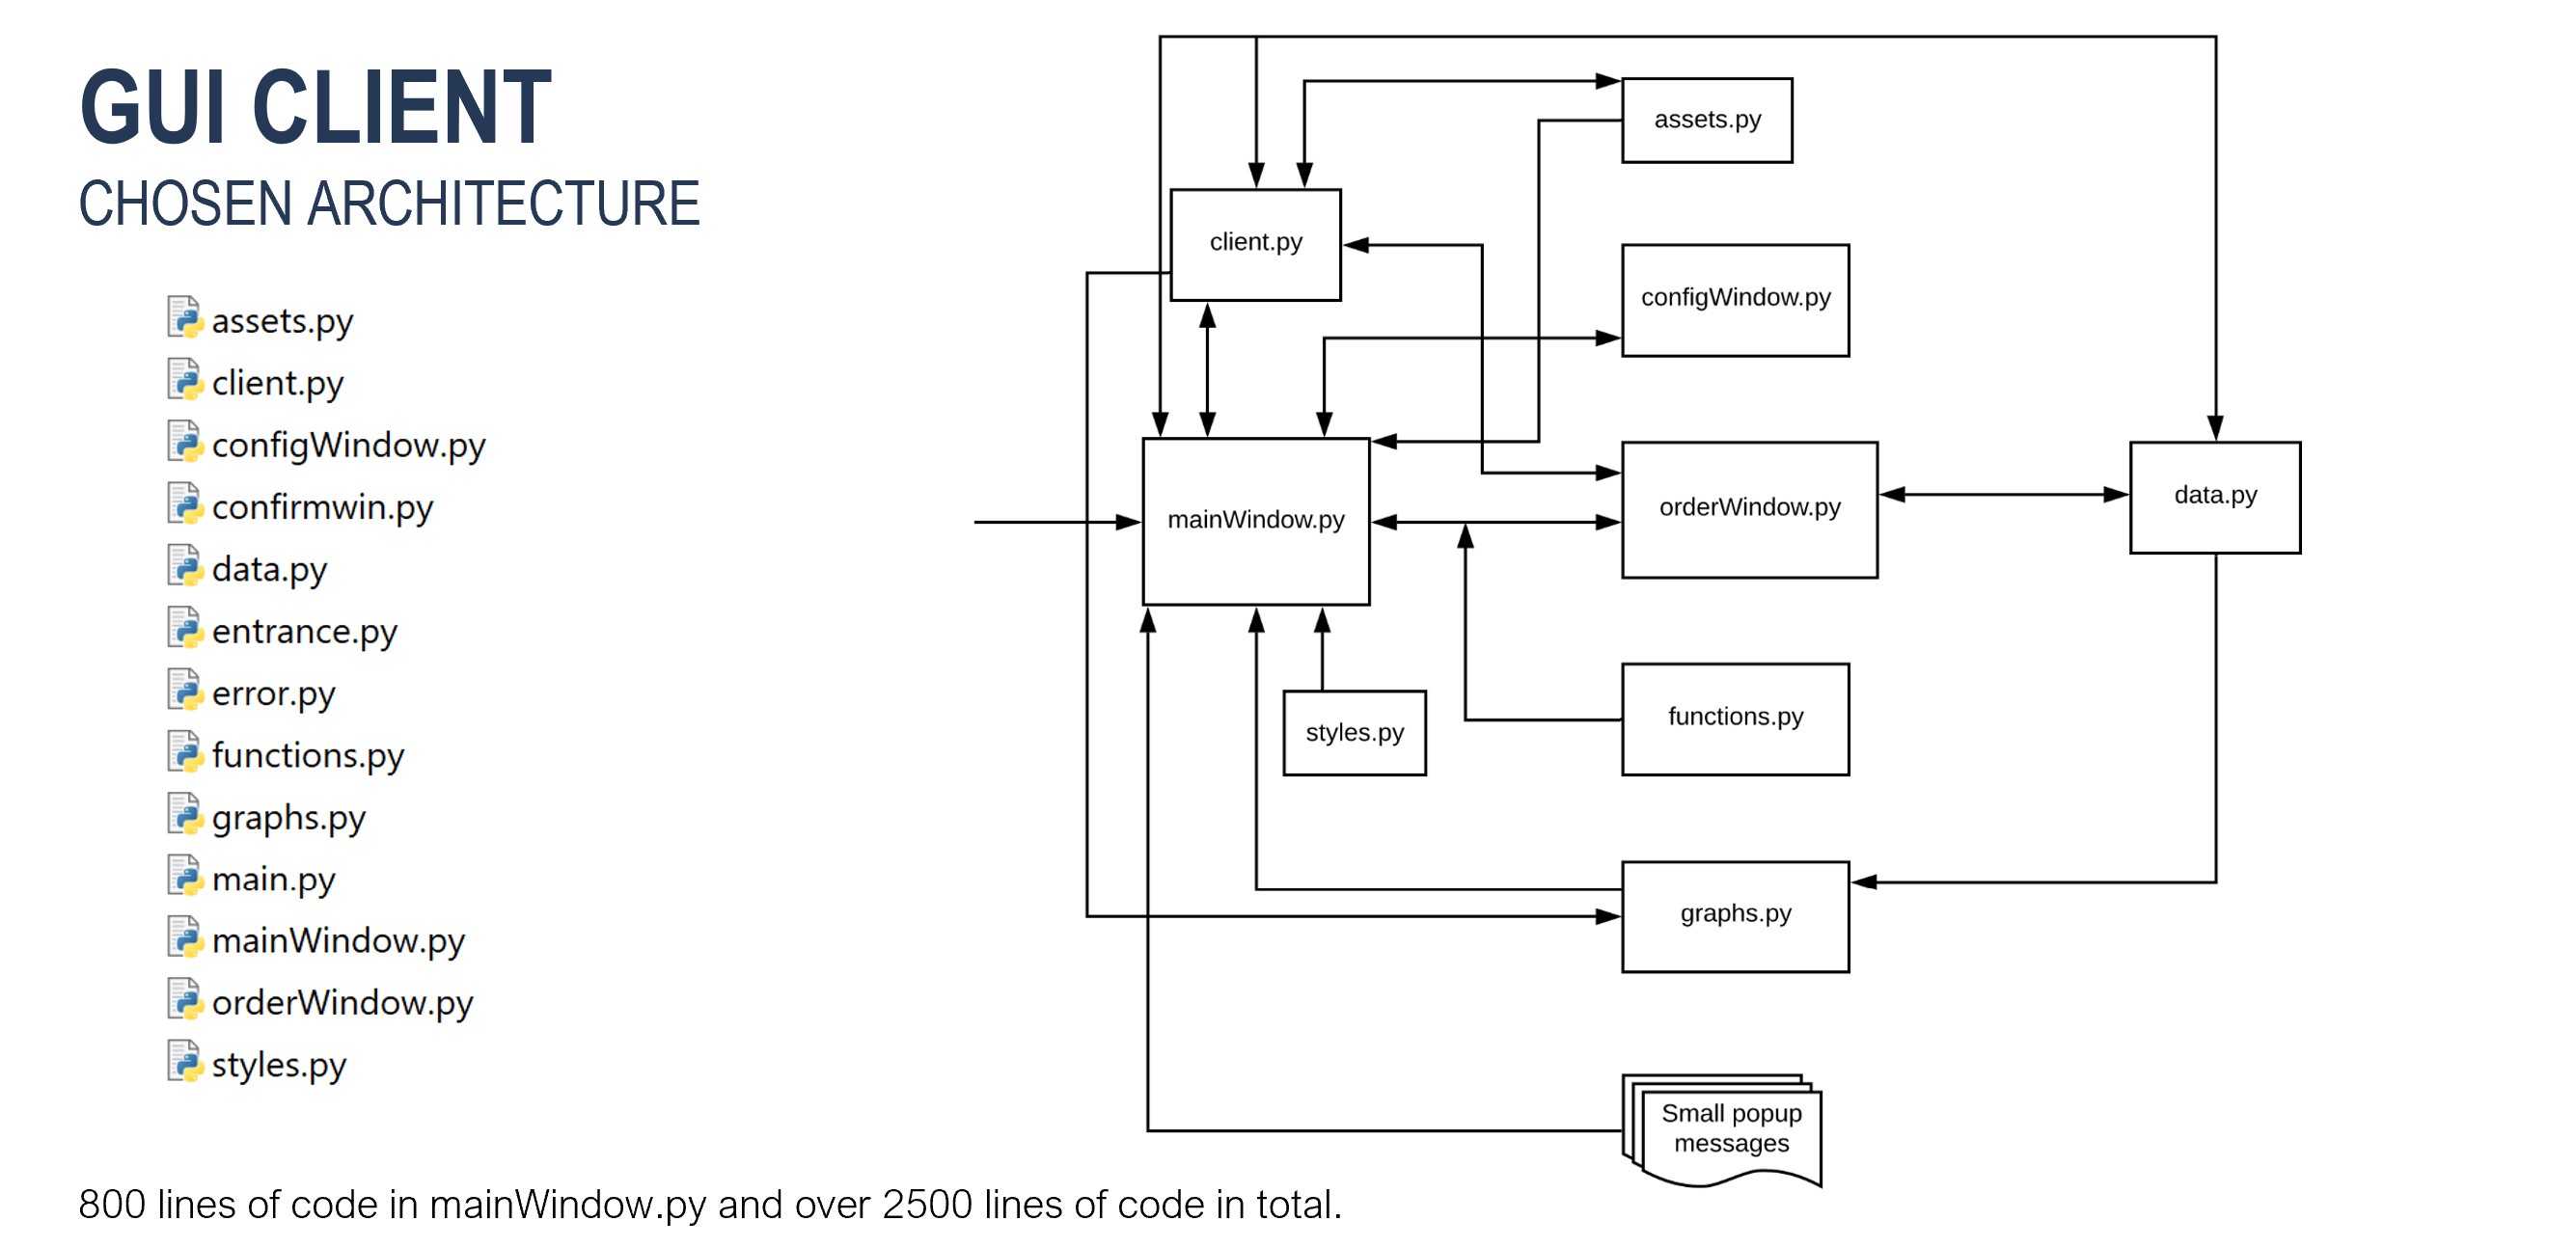 GUI CLIENT
CHOSEN ARCHITECTURE
assets.py
client.py
configWindow.py
confirmwin.py
data.py
entrance.py
error.py
functions.py
graphs.py
main.py
mainWindow.py
orderWindow.py
styles.py
800 lines of code in mainWindow.py and over 2500 lines of code in total.
assets.py
client.py
configWindow.py
mainWindow.py
orderWindow.py
data.py
functions.py
styles.py
graphs.py
Small popup
messages